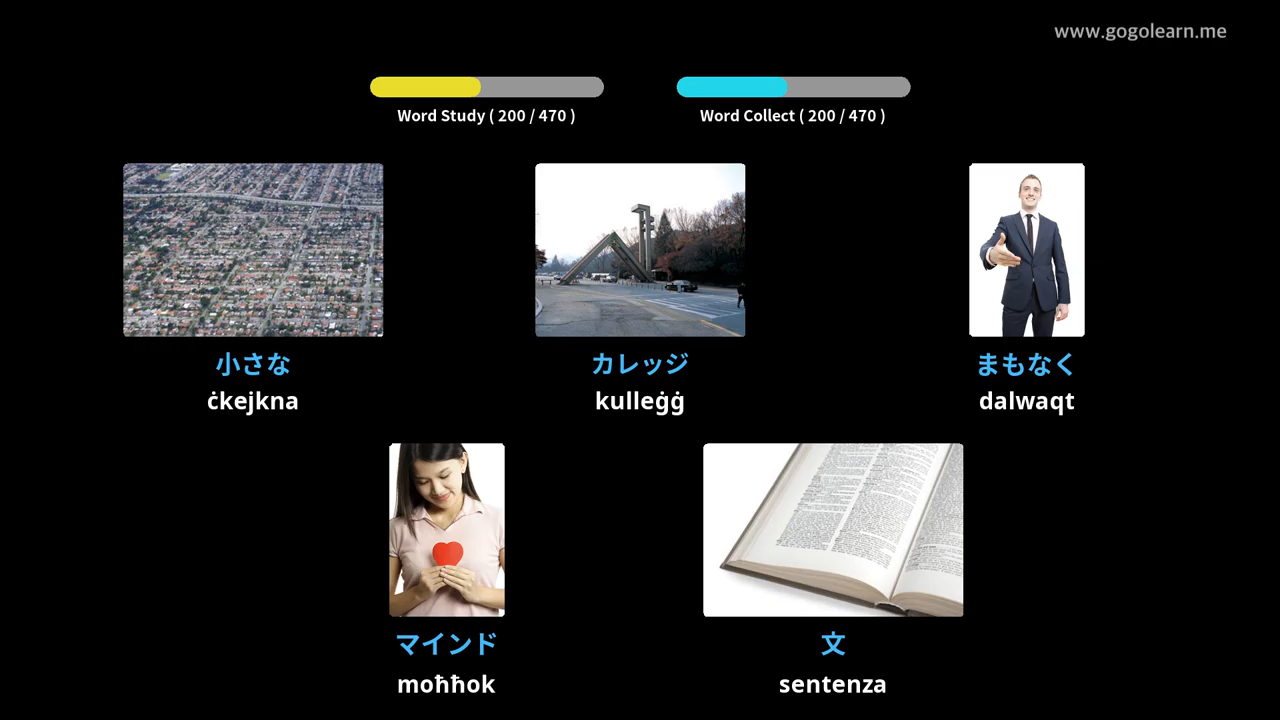 www.gogolearn.me
Word Study ( 200 / 470 )
Word Collect ( 200 / 470 )
小さな
ċkejkna
カレッジ
kulleġġ
まもなく
dalwaqt
マインド
moħħok
文
sentenza